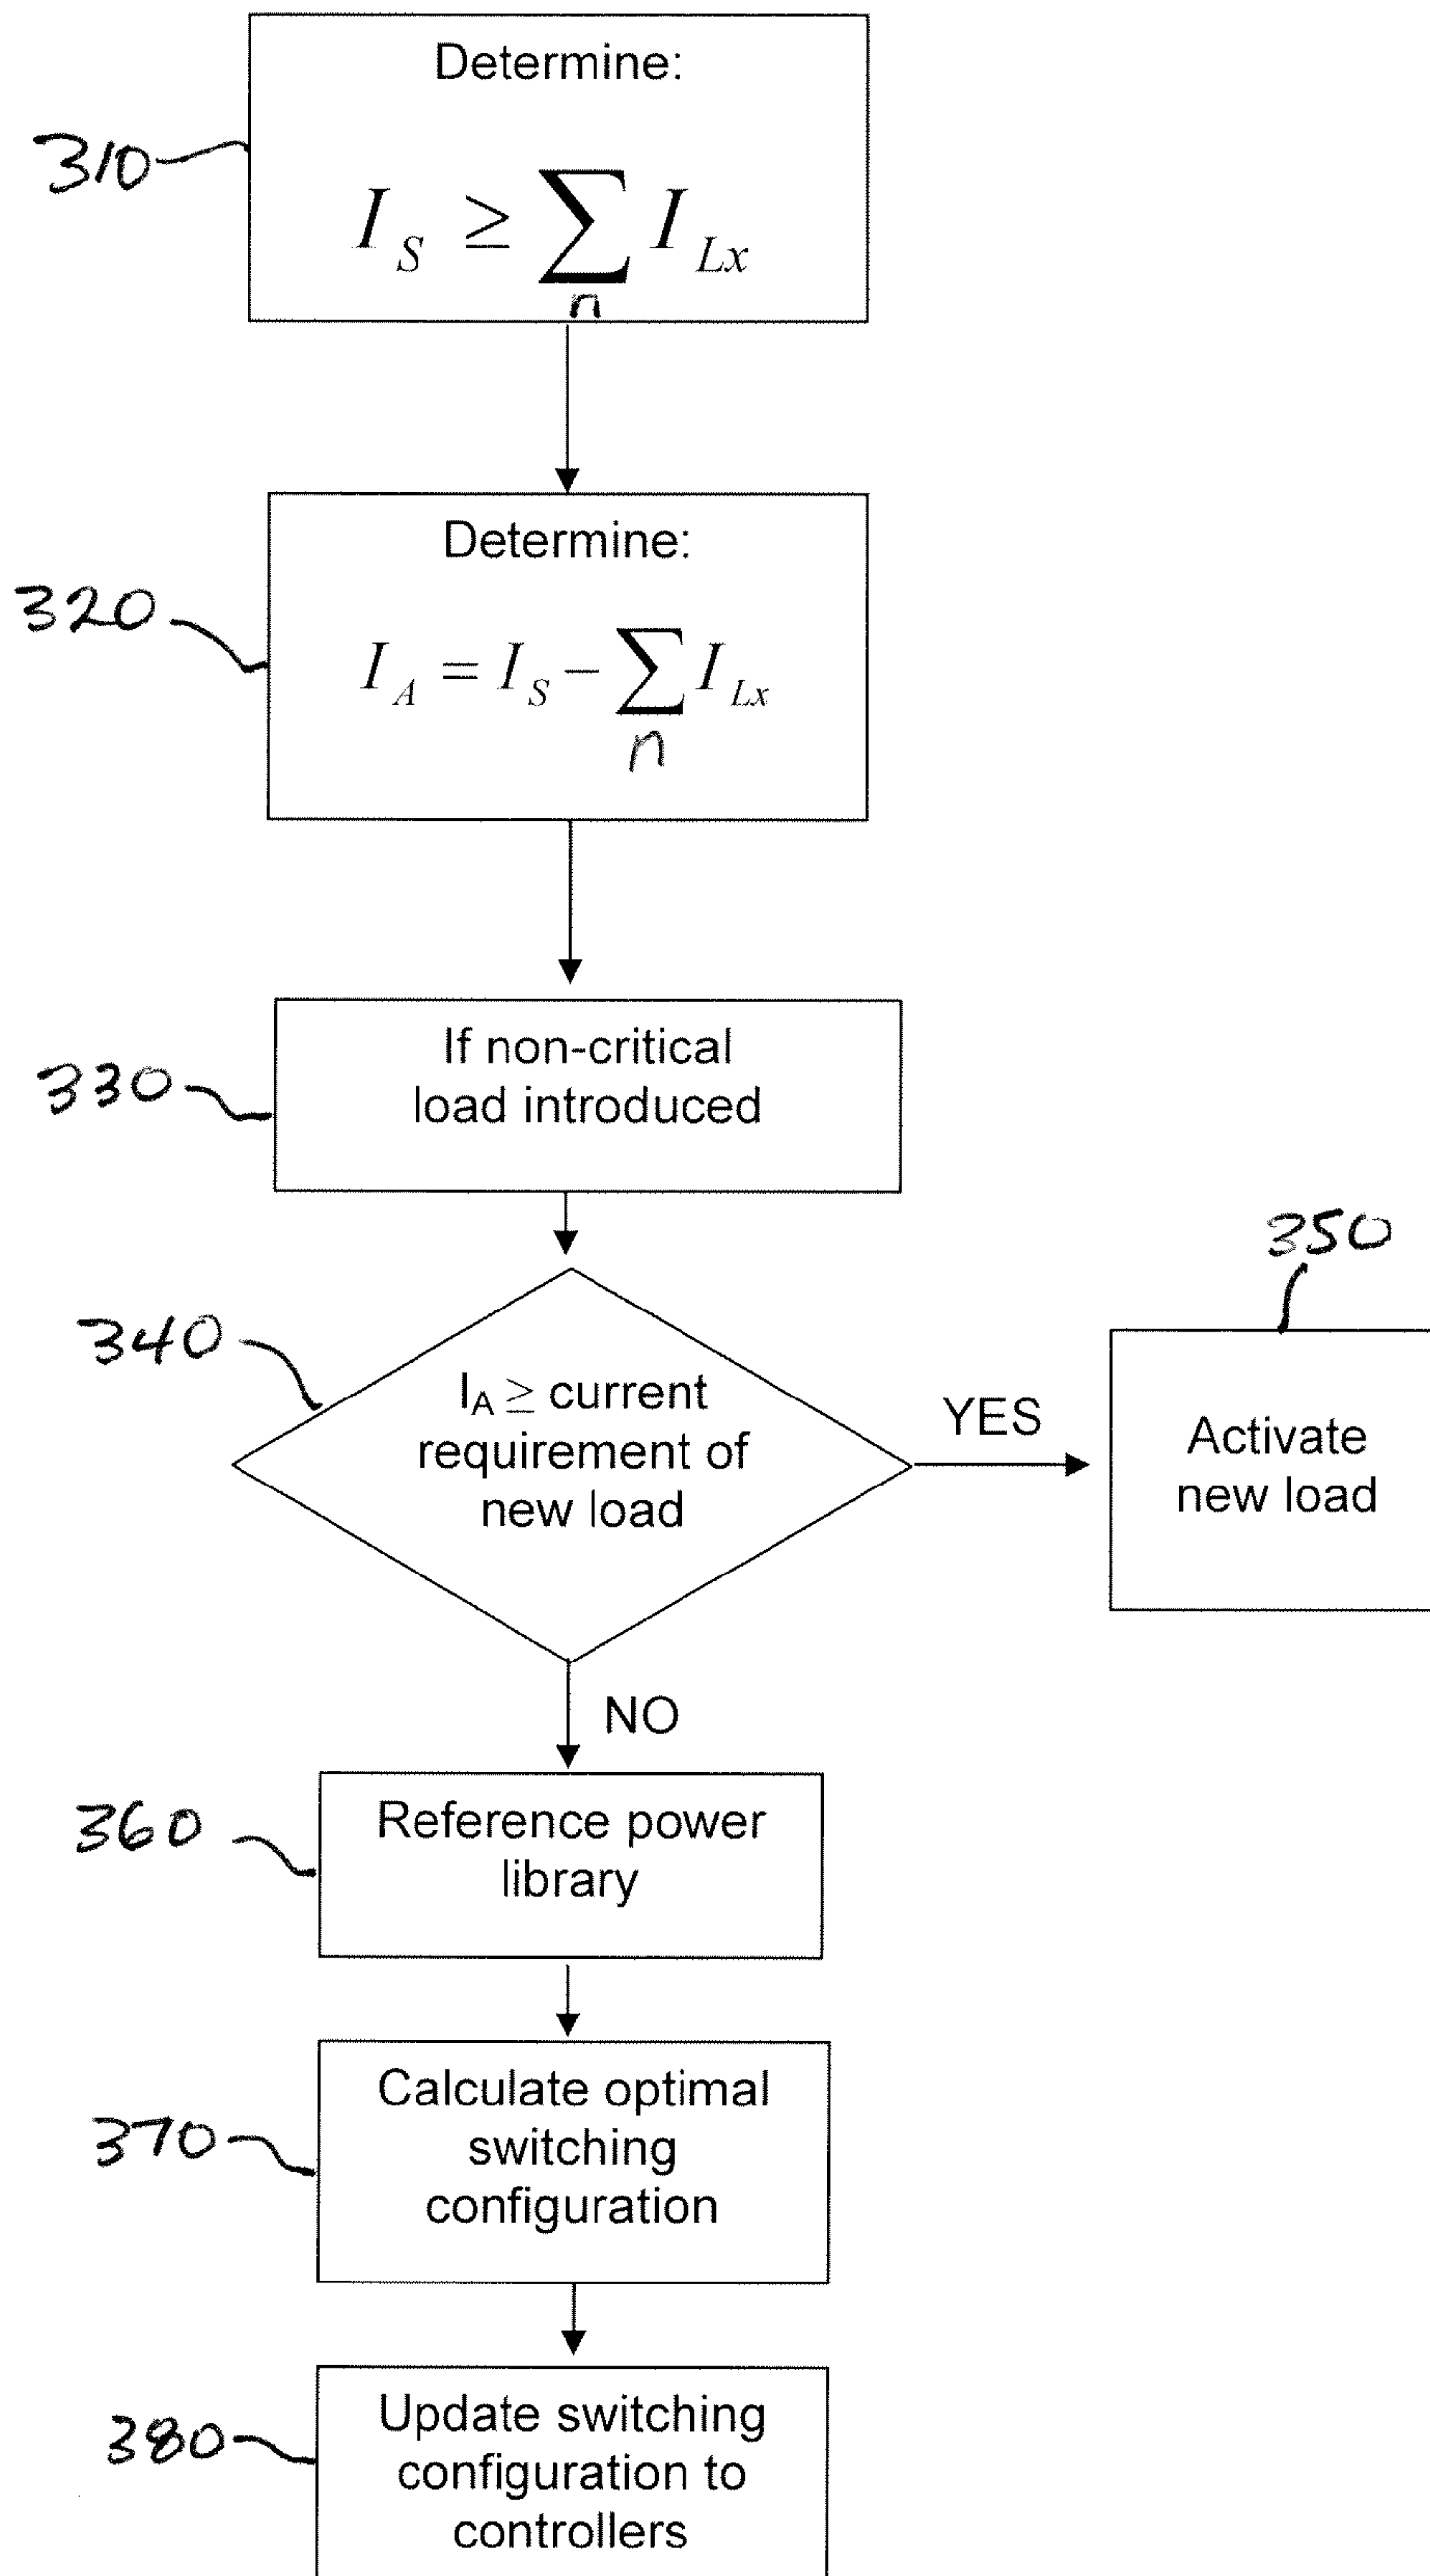 Determine:
310
I_S ≥ ∑ I_Lx
n
Determine:
320
I_A = I_S − ∑ I_Lx
n
If non-critical
330
load introduced
350
340
I_A ≥ current
requirement of
new load
YES
Activate
new load
NO
360
Reference power
library
370
Calculate optimal
switching
configuration
380
Update switching
configuration to
controllers